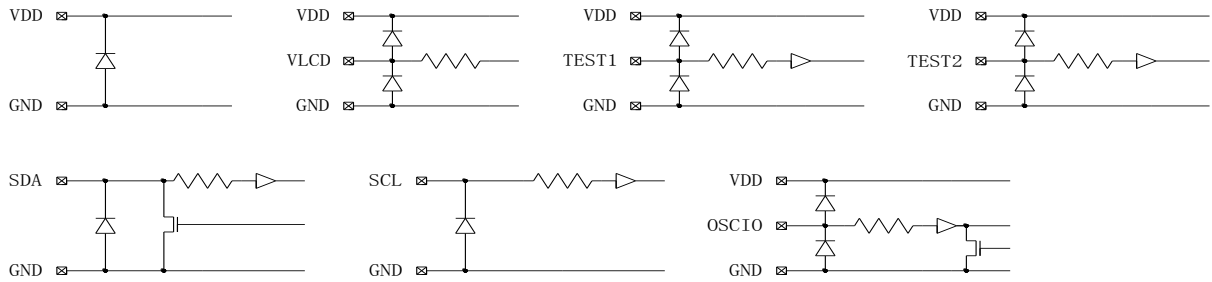 VDD
GND
VDD
VLCD
GND
VDD
TEST1
GND
VDD
TEST2
GND
SDA
GND
SCL
GND
VDD
OSCIO
GND